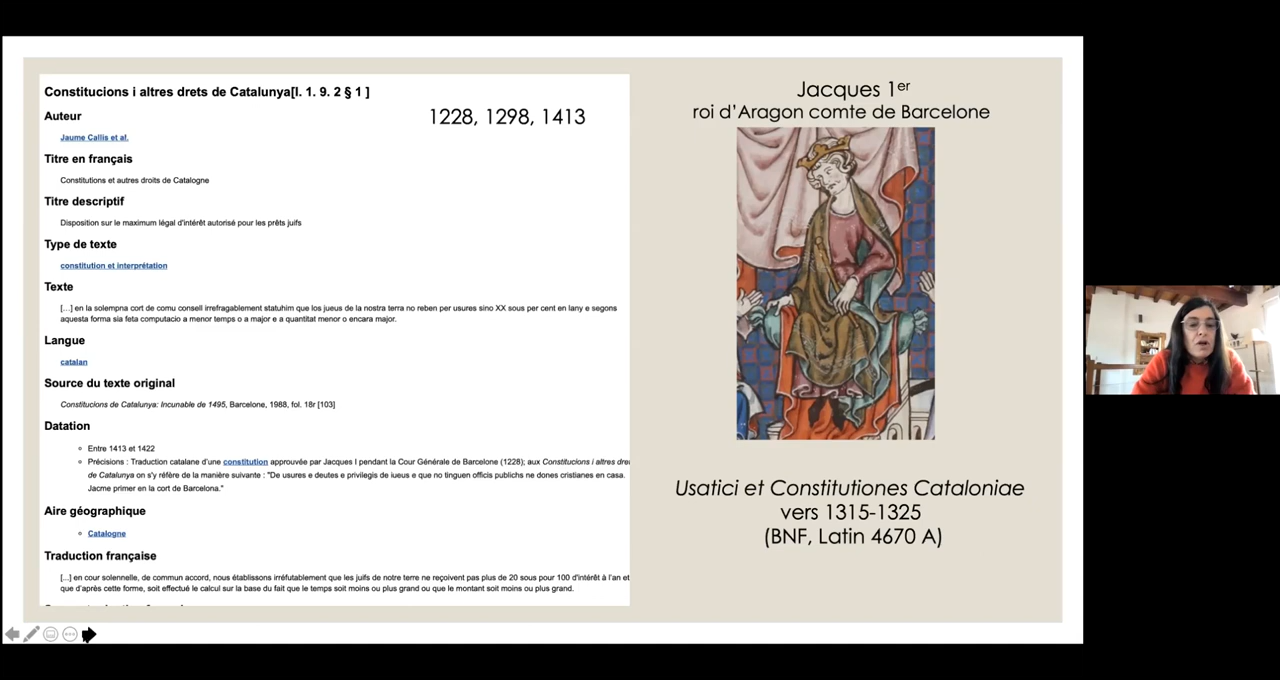 Constitucions i altres drets de Catalunya[I. 1. 9. 2 § 1 ]
1228, 1298, 1413
Auteur
Jaume Callis et al.
Titre en français
Constitutions et autres droits de Catalogne
Titre descriptif
Disposition sur le maximum légal d'intérêt autorisé pour les prêts juifs
Type de texte
constitution et interprétation
Texte
[...] en la solempna cort de comu consell irrefragablement statuhim que los jueus de la nostra terra no reben per usures sino XX sous per cent en lany e segons
aquesta forma sia feta computacio a menor temps o a major e a quantitat menor o encara major.
Langue
catalan
Source du texte original
Constitucions de Catalunya: Incunable de 1495, Barcelone, 1988, fol. 18r [103]
Datation
Entre 1413 et 1422
Précisions : Traduction catalane d'une constitution approuvée par Jacques I pendant la Cour Générale de Barcelone (1228); aux Constitucions i altres
de Catalunya on s'y réfère de la manière suivante : "De usures e deutes e privilegis de iueus e que no tinguen officis publichs ne dones cristianes en casa.
Jacme primer en la cort de Barcelona."
Aire géographique
Catalogne
Traduction française
[...] en cour solennelle, de commun accord, nous établissons irréfutablement que les juifs de notre terre ne reçoivent pas plus de 20 sous pour 100 d'intérêt à l'an et
que d'après cette forme, soit effectué le calcul sur la base du fait que le temps soit moins ou plus grand ou que le montant soit moins ou plus grand.
Jacques 1er
roi d'Aragon comte de Barcelone
Usatici et Constitutiones Cataloniae
vers 1315-1325
(BNF, Latin 4670 A)